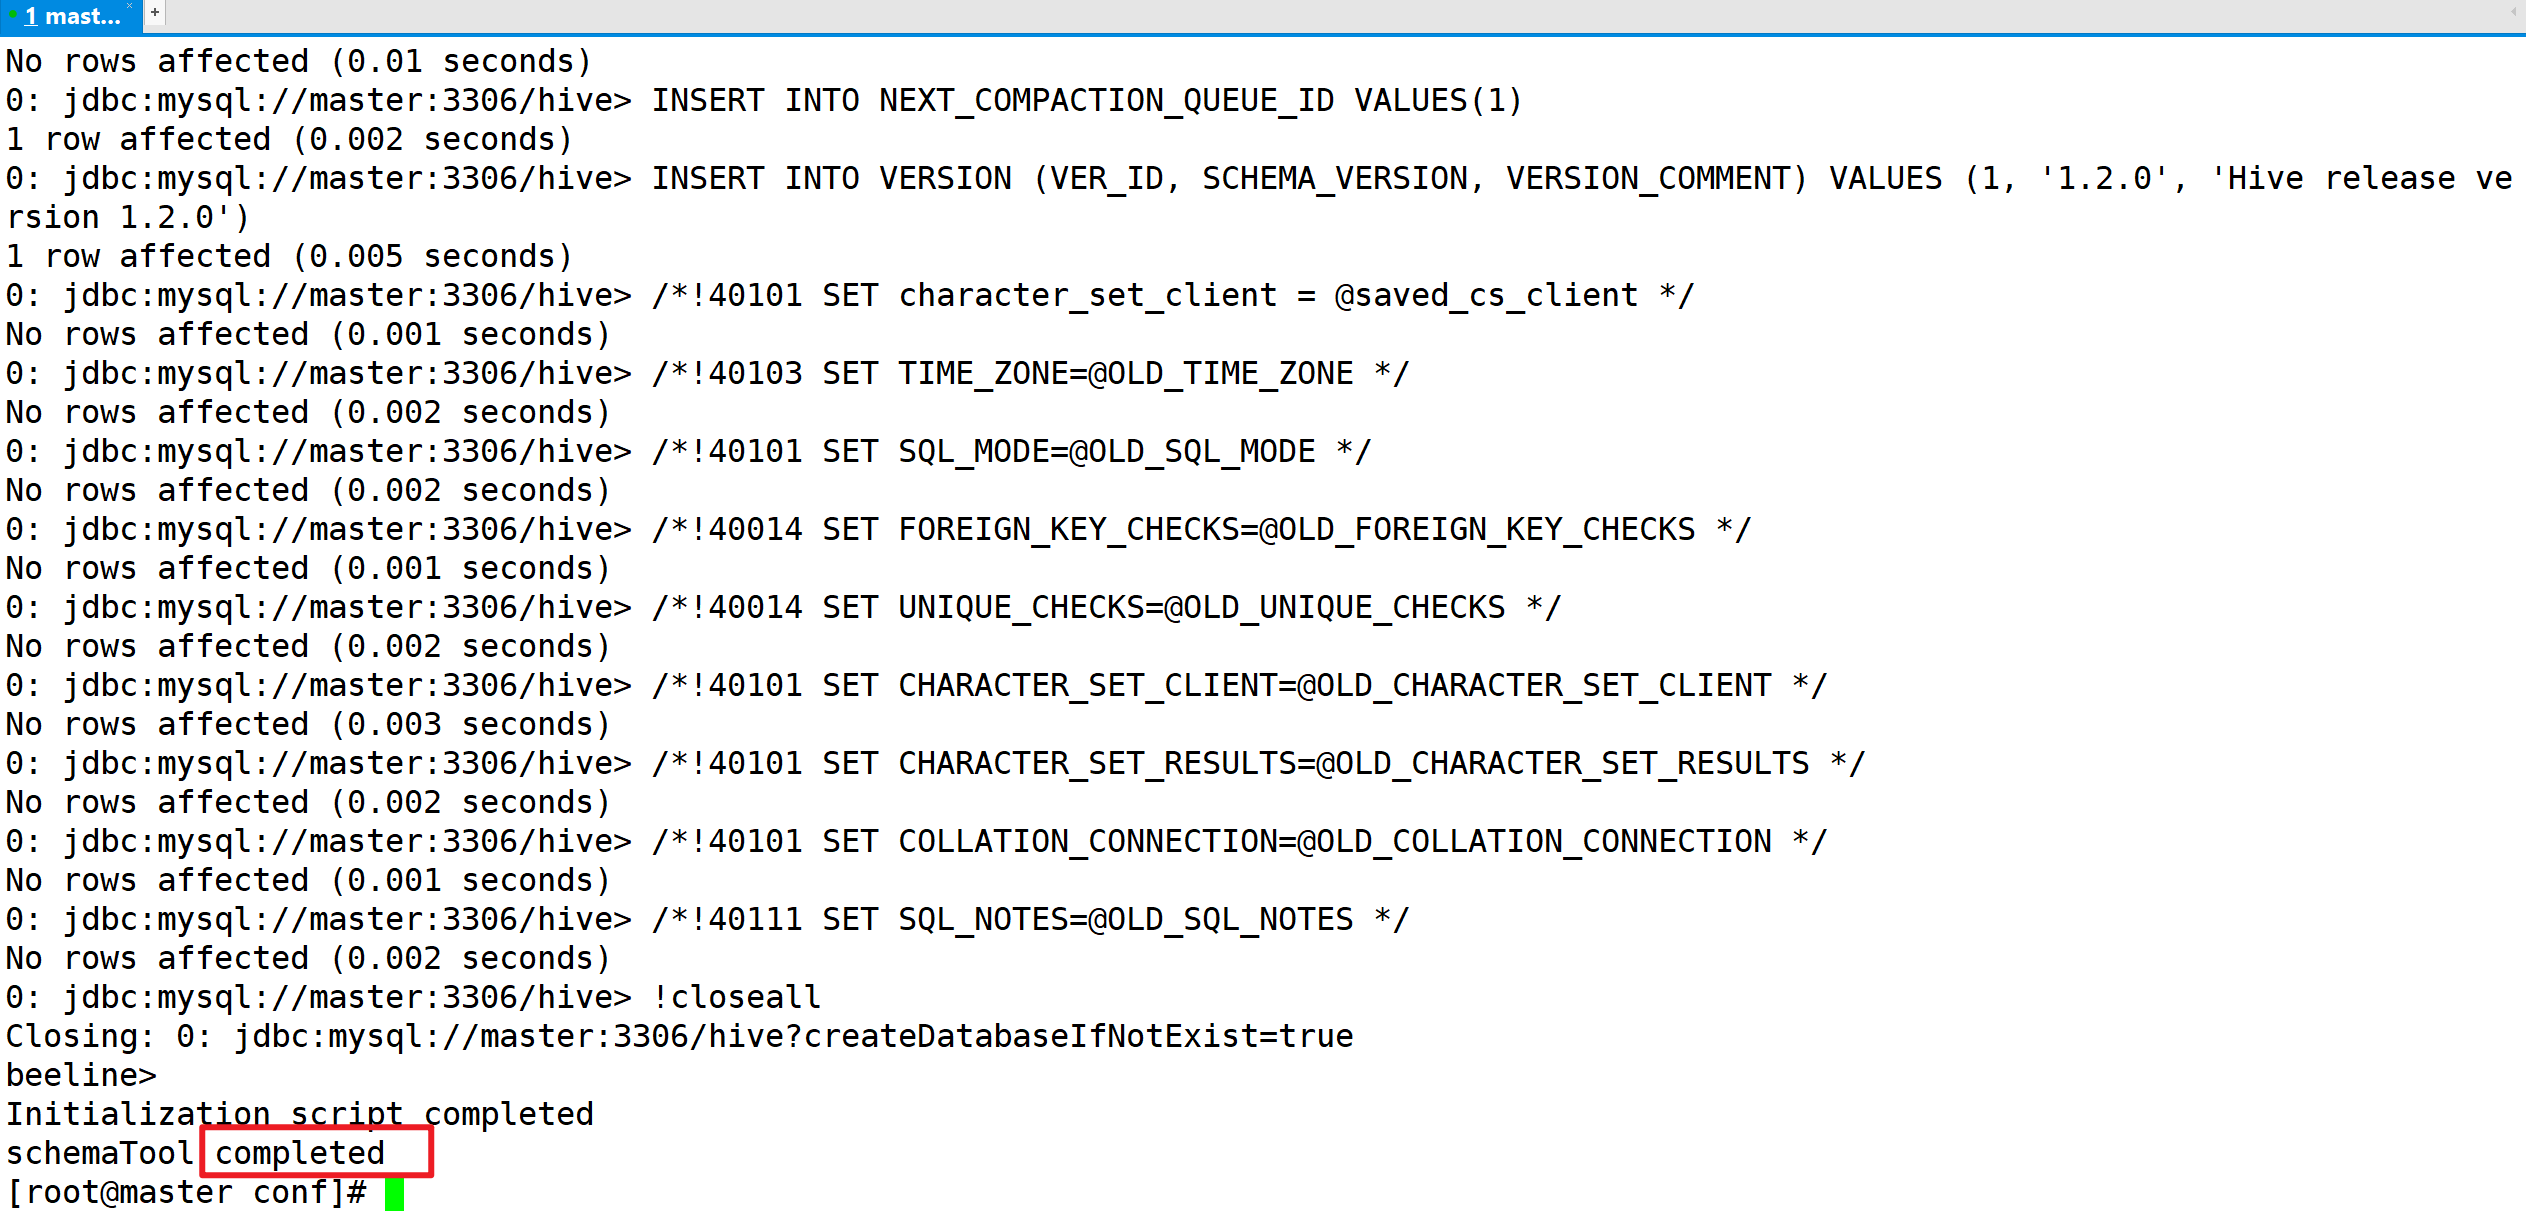 1 mast... × +
No rows affected (0.01 seconds)
0: jdbc:mysql://master:3306/hive> INSERT INTO NEXT_COMPACTION_QUEUE_ID VALUES(1)
1 row affected (0.002 seconds)
0: jdbc:mysql://master:3306/hive> INSERT INTO VERSION (VER_ID, SCHEMA_VERSION, VERSION_COMMENT) VALUES (1, '1.2.0', 'Hive release ve
rsion 1.2.0')
1 row affected (0.005 seconds)
0: jdbc:mysql://master:3306/hive> /*!40101 SET character_set_client = @saved_cs_client */
No rows affected (0.001 seconds)
0: jdbc:mysql://master:3306/hive> /*!40103 SET TIME_ZONE=@OLD_TIME_ZONE */
No rows affected (0.002 seconds)
0: jdbc:mysql://master:3306/hive> /*!40101 SET SQL_MODE=@OLD_SQL_MODE */
No rows affected (0.002 seconds)
0: jdbc:mysql://master:3306/hive> /*!40014 SET FOREIGN_KEY_CHECKS=@OLD_FOREIGN_KEY_CHECKS */
No rows affected (0.001 seconds)
0: jdbc:mysql://master:3306/hive> /*!40014 SET UNIQUE_CHECKS=@OLD_UNIQUE_CHECKS */
No rows affected (0.002 seconds)
0: jdbc:mysql://master:3306/hive> /*!40101 SET CHARACTER_SET_CLIENT=@OLD_CHARACTER_SET_CLIENT */
No rows affected (0.003 seconds)
0: jdbc:mysql://master:3306/hive> /*!40101 SET CHARACTER_SET_RESULTS=@OLD_CHARACTER_SET_RESULTS */
No rows affected (0.002 seconds)
0: jdbc:mysql://master:3306/hive> /*!40101 SET COLLATION_CONNECTION=@OLD_COLLATION_CONNECTION */
No rows affected (0.001 seconds)
0: jdbc:mysql://master:3306/hive> /*!40111 SET SQL_NOTES=@OLD_SQL_NOTES */
No rows affected (0.002 seconds)
0: jdbc:mysql://master:3306/hive> !closeall
Closing: 0: jdbc:mysql://master:3306/hive?createDatabaseIfNotExist=true
beeline>
Initialization script completed
schemaTool completed
[root@master conf]#